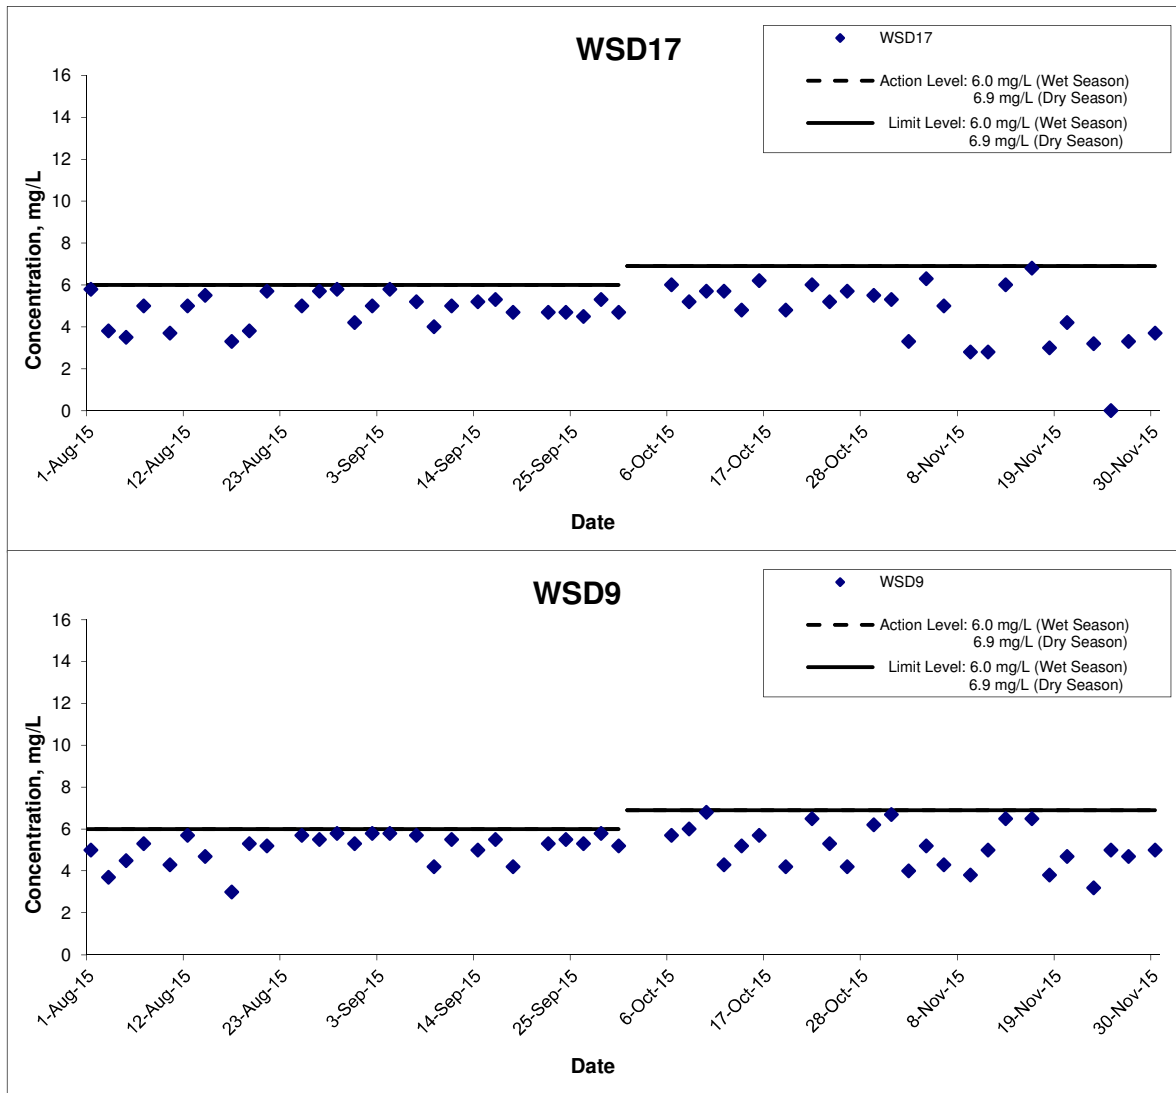 WSD17
WSD17
Action Level: 6.0 mg/L (Wet Season)
6.9 mg/L (Dry Season)
Limit Level: 6.0 mg/L (Wet Season)
6.9 mg/L (Dry Season)
Concentration, mg/L
16
14
12
10
8
6
4
2
0
1-Aug-15
12-Aug-15
23-Aug-15
3-Sep-15
14-Sep-15
25-Sep-15
6-Oct-15
17-Oct-15
28-Oct-15
8-Nov-15
19-Nov-15
30-Nov-15
Date
WSD9
WSD9
Action Level: 6.0 mg/L (Wet Season)
6.9 mg/L (Dry Season)
Limit Level: 6.0 mg/L (Wet Season)
6.9 mg/L (Dry Season)
Concentration, mg/L
16
14
12
10
8
6
4
2
0
1-Aug-15
12-Aug-15
23-Aug-15
3-Sep-15
14-Sep-15
25-Sep-15
6-Oct-15
17-Oct-15
28-Oct-15
8-Nov-15
19-Nov-15
30-Nov-15
Date